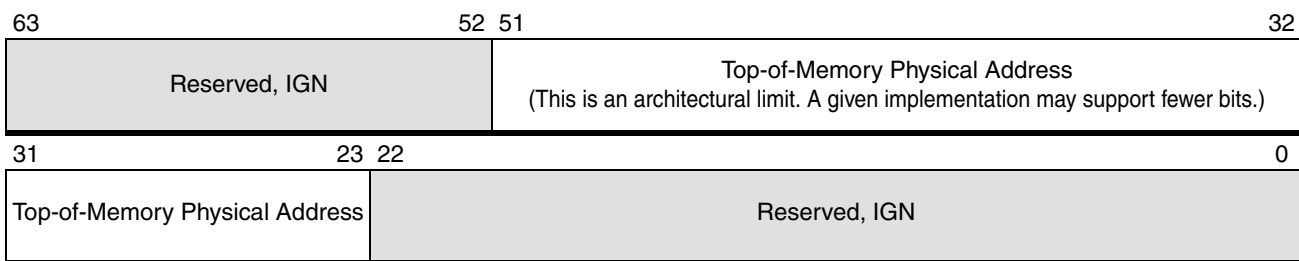 63 52 51 32
Reserved, IGN
Top-of-Memory Physical Address
(This is an architectural limit. A given implementation may support fewer bits.)
31 23 22 0
Top-of-Memory Physical Address
Reserved, IGN